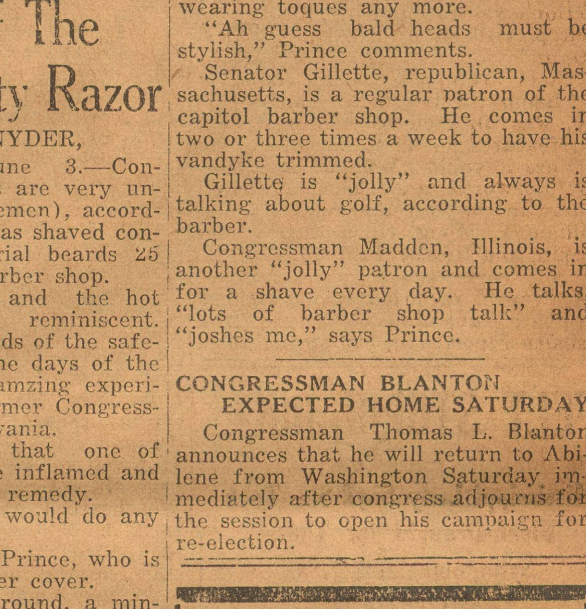 The
ty Razor
NYDER,
une 3.—Con-
s are very un-
emen), accord-
as shaved con-
rial beards 25
rber shop.
and the hot
reminiscent.
ds of the safe-
he days of the
amzing experi-
mer Congress-
vania.
that one of
e inflamed and
remedy.
would do any
Prince, who is
er cover.
round, a min-
wearing toques any more.
"Ah guess bald heads must be
stylish," Prince comments.
Senator Gillette, republican, Mas-
sachusetts, is a regular patron of the
capitol barber shop. He comes in
two or three times a week to have his
vandyke trimmed.
Gillette is "jolly" and always is
talking about golf, according to the
barber.
Congressman Madden, Illinois, is
another "jolly" patron and comes in
for a shave every day. He talks
"lots of barber shop talk" and
"joshes me," says Prince.
CONGRESSMAN BLANTON
EXPECTED HOME SATURDAY
Congressman Thomas L. Blanton
announces that he will return to Abi-
lene from Washington Saturday im-
mediately after congress adjourns for
the session to open his campaign for
re-election.